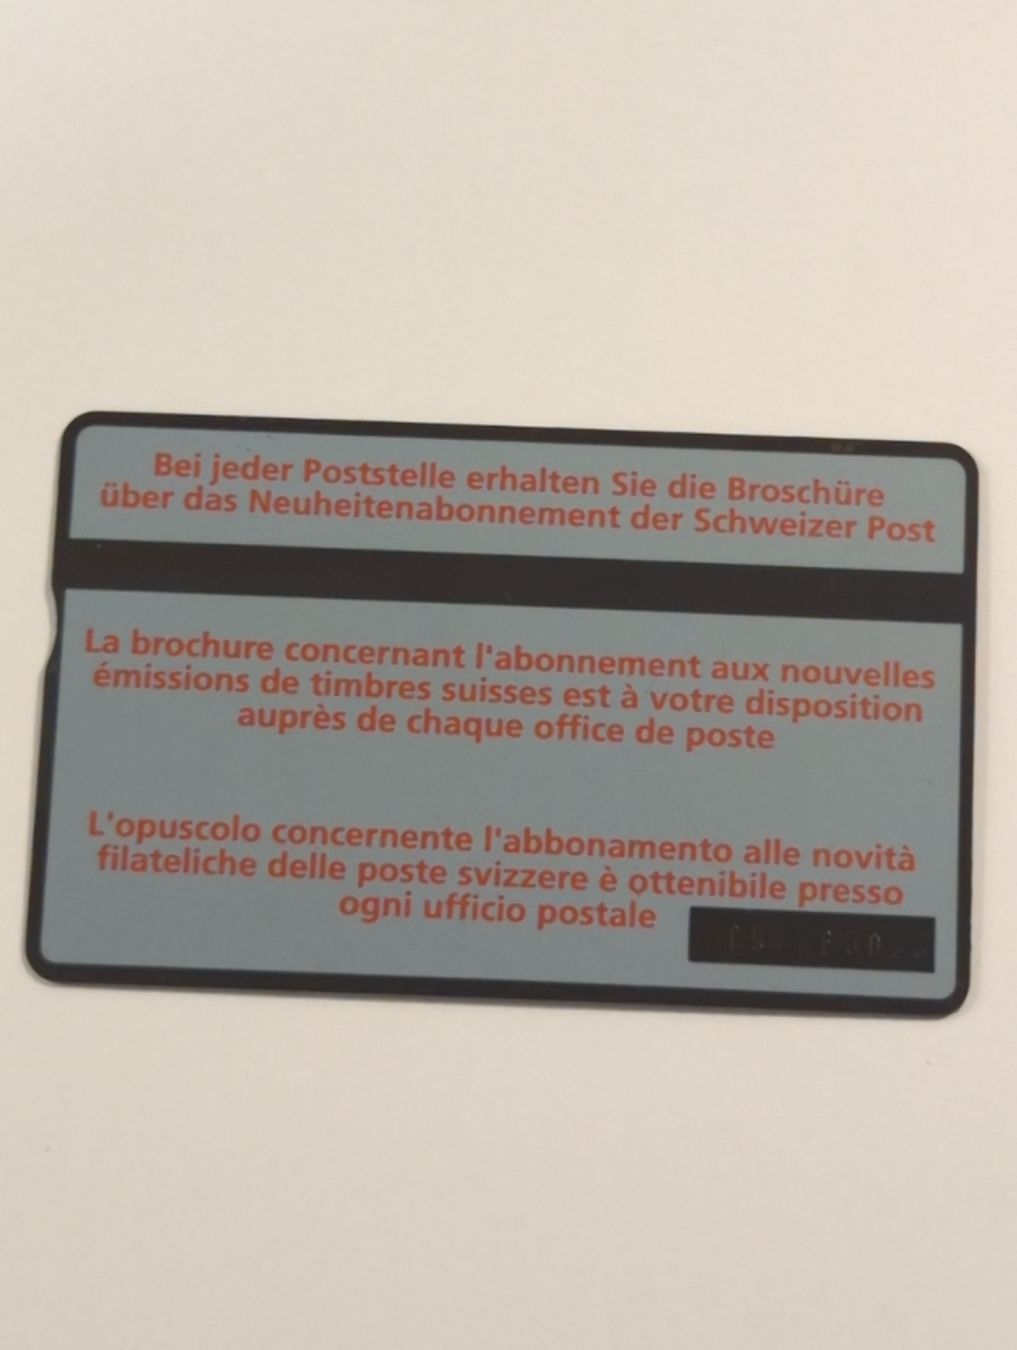 Bei jeder Poststelle erhalten Sie die Broschüre
über das Neuheitenabonnement der Schweizer Post
La brochure concernant l'abonnement aux nouvelles
émissions de timbres suisses est à votre disposition
auprès de chaque office de poste
L'opuscolo concernente l'abbonamento alle novità
filateliche delle poste svizzere è ottenibile presso
ogni ufficio postale